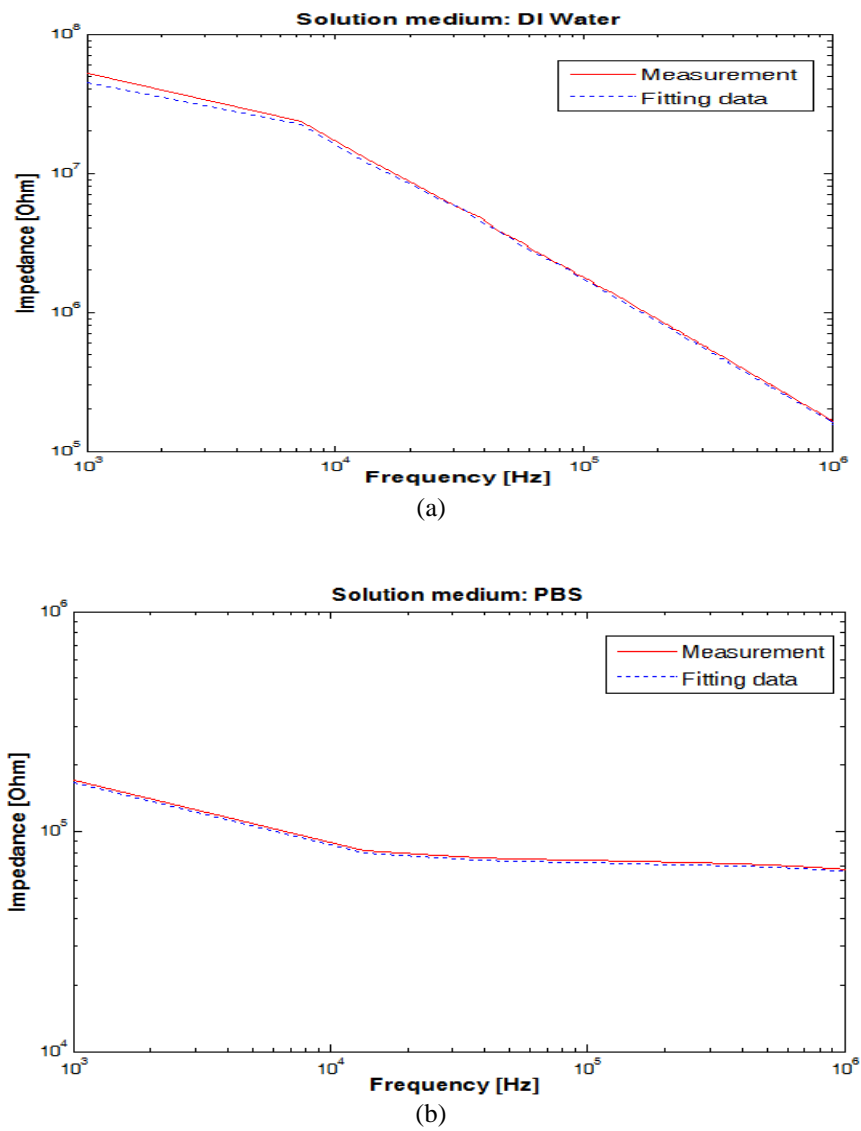 Solution medium: DI Water
10^8
Measurement
Fitting data
10^7
Impedance [Ohm]
10^6
10^5
10^3 10^4 10^5 10^6
Frequency [Hz]
(a)
Solution medium: PBS
10^6
Measurement
Fitting data
Impedance [Ohm]
10^5
10^4
10^3 10^4 10^5 10^6
Frequency [Hz]
(b)